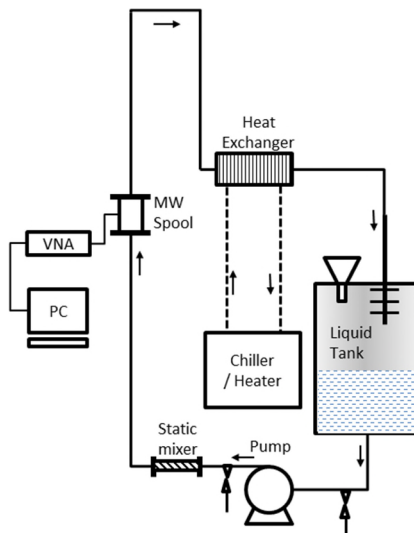 Heat
Exchanger
MW
Spool
VNA
PC
Liquid
Tank
Chiller
/ Heater
Static
mixer
Pump